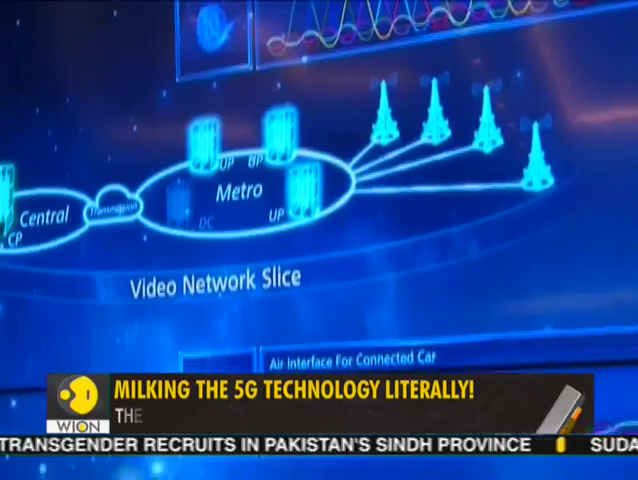 UP
UP
Metro
Central
Transmission
CP
DC
UP
Video Network Slice
Air Interface For Connected Car
MILKING THE 5G TECHNOLOGY LITERALLY!
THE
WION
TRANSGENDER RECRUITS IN PAKISTAN'S SINDH PROVINCE
SUDA